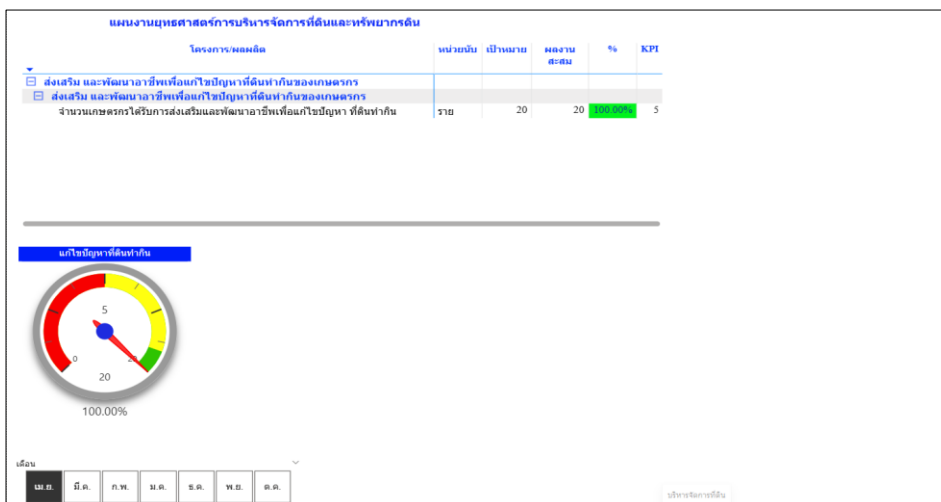 แผนงานยุทธศาสตร์การบริหารจัดการที่ดินและทรัพยากรดิน
โครงการ/ผลผลิต หน่วยนับ เป้าหมาย ผลงานสะสม % KPI
ส่งเสริม และพัฒนาอาชีพเพื่อแก้ไขปัญหาที่ดินทำกินของเกษตรกร
ส่งเสริม และพัฒนาอาชีพเพื่อแก้ไขปัญหาที่ดินทำกินของเกษตรกร
จำนวนเกษตรกรได้รับการส่งเสริมและพัฒนาอาชีพเพื่อแก้ไขปัญหา ที่ดินทำกิน ราย 20 20 100.00% 5
แก้ไขปัญหาที่ดินทำกิน
5
0 20
20
100.00%
เดือน
เม.ย. มี.ค. ก.พ. ม.ค. ธ.ค. พ.ย. ต.ค.
บริหารจัดการที่ดิน